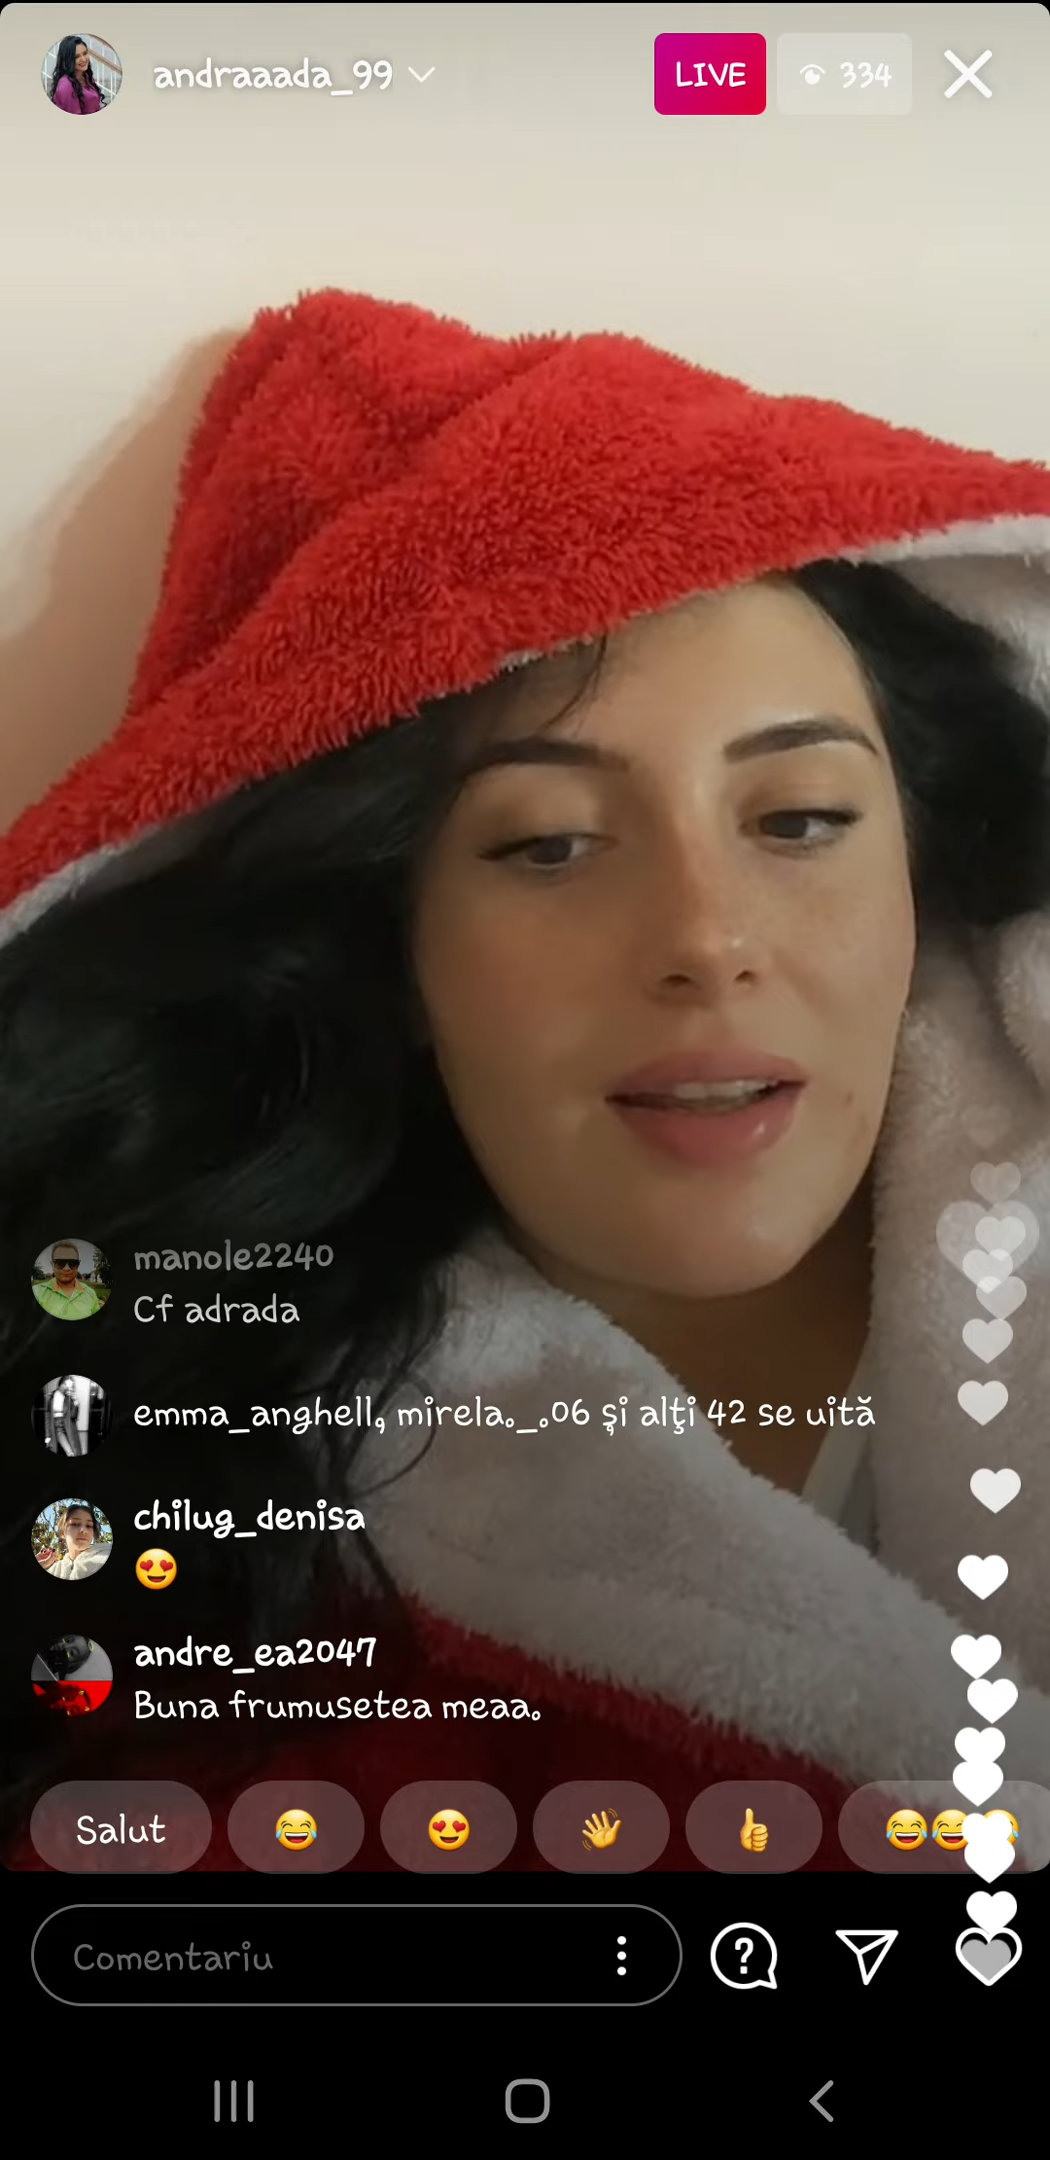 andraaada_99
LIVE
334
manole2240
Cf adrada
emma_anghell, mirela._.06 și alți 42 se uită
chilug_denisa
😍
andre_ea2047
Buna frumusetea meaa.
Salut 😂 😍 👋 👍 😂😂😂
Comentariu